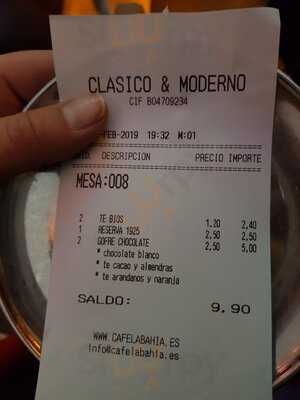 CLASICO & MODERNO
CIF B04709234
FEB-2019 19:32 M:01
DESCRIPCION PRECIO IMPORTE
MESA:008
2 TE BIOS 1,20 2,40
1 RESERVA 1925 2,50 2,50
2 GOFRE CHOCOLATE 2,50 5,00
* chocolate blanco
* te cacao y almendras
* te arandanos y naranja
SALDO: 9,90
WWW.CAFELABAHIA.ES
info@cafelabahia.es